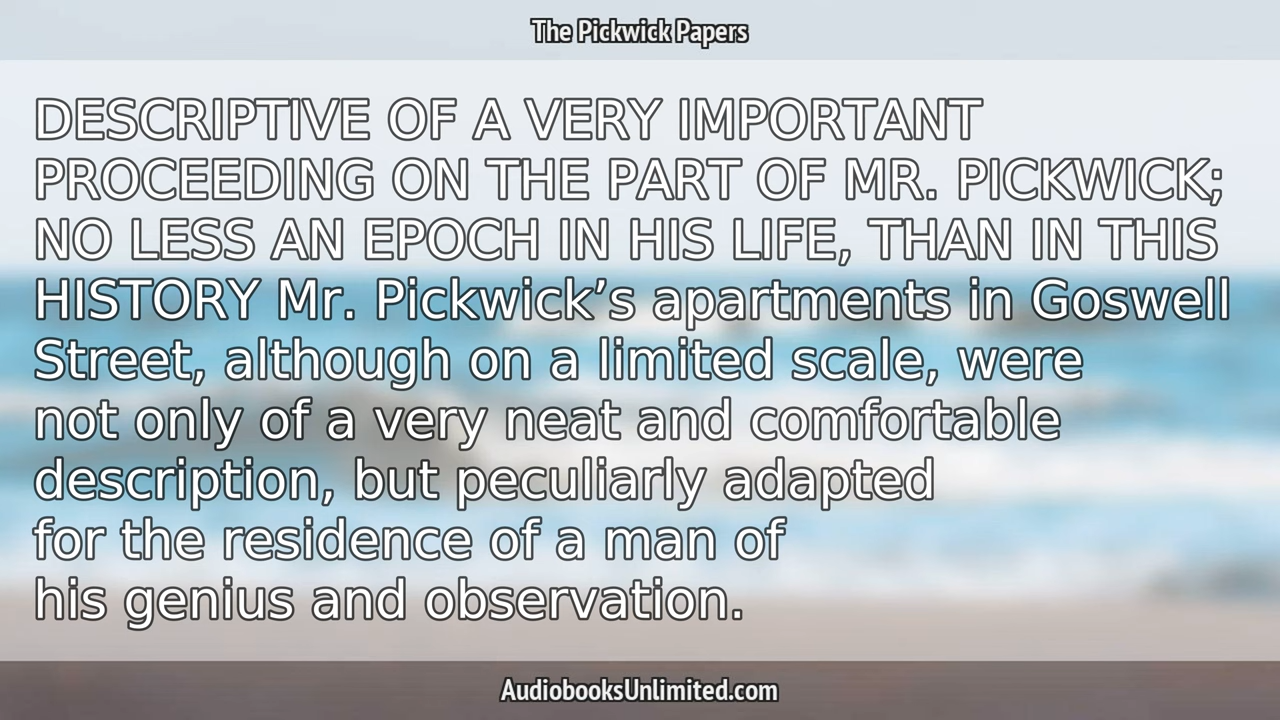 The Pickwick Papers
DESCRIPTIVE OF A VERY IMPORTANT
PROCEEDING ON THE PART OF MR. PICKWICK;
NO LESS AN EPOCH IN HIS LIFE, THAN IN THIS
HISTORY Mr. Pickwick’s apartments in Goswell
Street, although on a limited scale, were
not only of a very neat and comfortable
description, but peculiarly adapted
for the residence of a man of
his genius and observation.
AudiobooksUnlimited.com